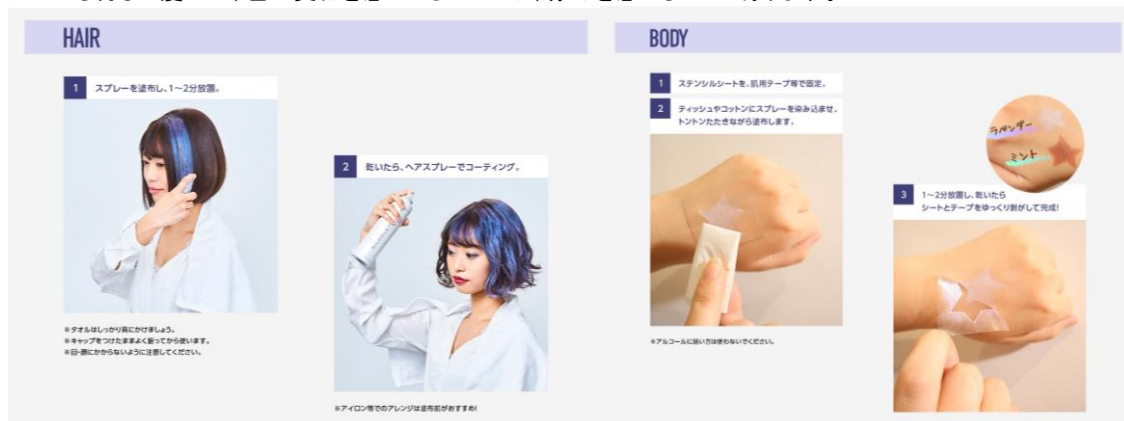 HAIR
1 スプレーを塗布し、1〜2分放置。
2 乾いたら、ヘアスプレーでコーティング。
※タオルはしっかり肩にかけましょう。
※キャップをつけたままよく振ってから使います。
※目・顔にかからないように注意してください。
※アイロン等でのアレンジは塗布前がおすすめ!
BODY
1 ステンシルシートを、肌用テープ等で固定。
2 ティッシュやコットンにスプレーを染み込ませ、
トントンたたきながら塗布します。
ラベンダー
ミント
3 1〜2分放置し、乾いたら
シートとテープをゆっくり剥がして完成!
※アルコールに弱い方は使わないでください。